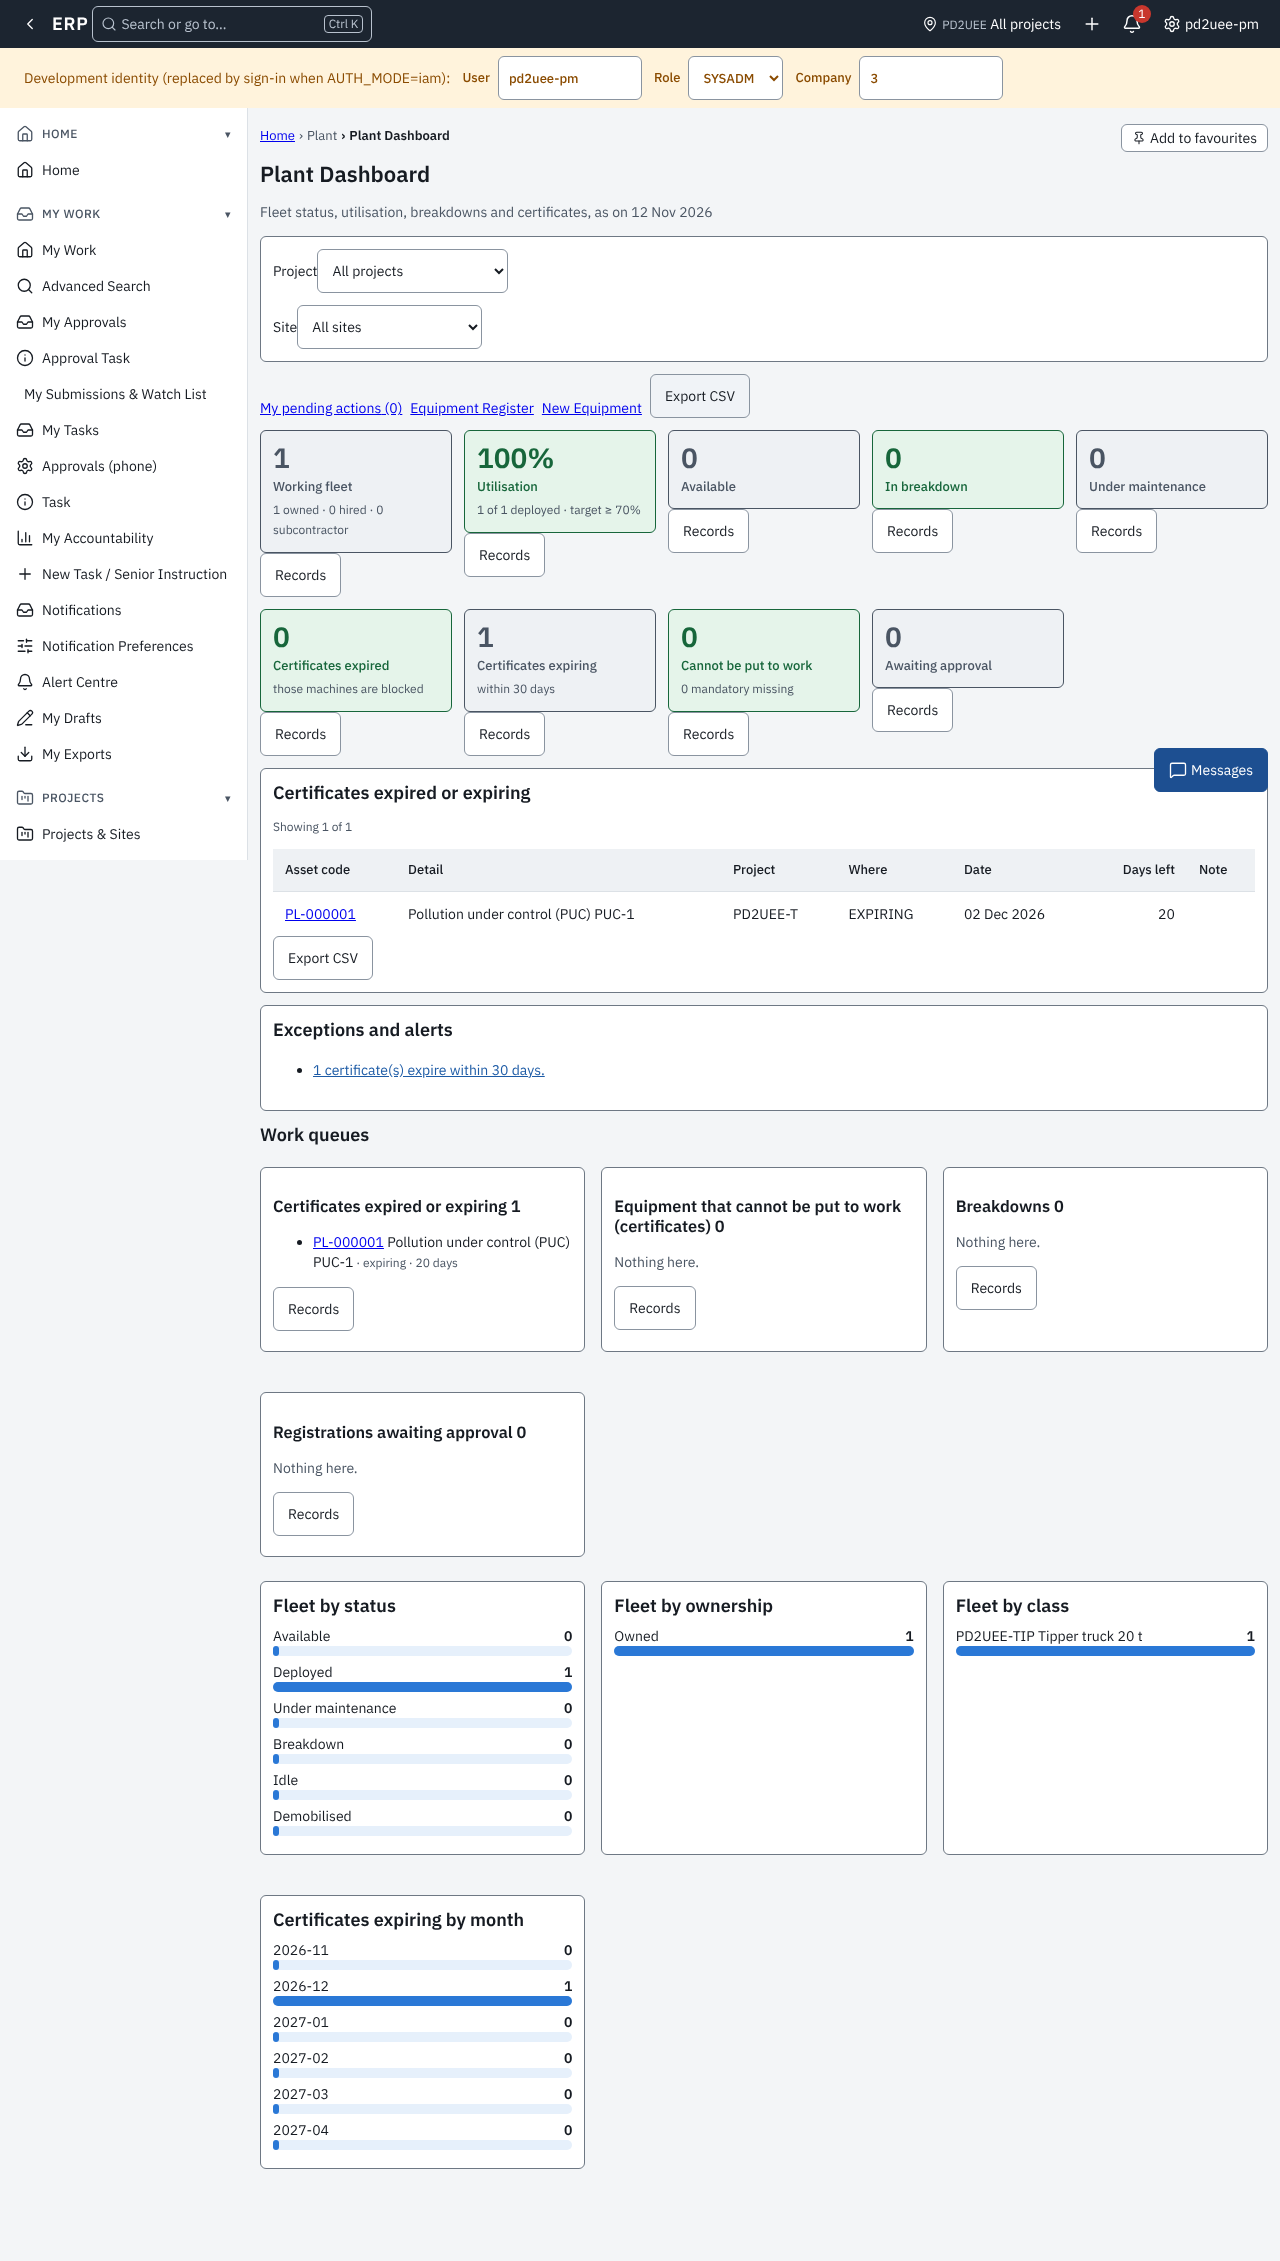 ERP
Search or go to...
Ctrl K
PD2UEE All projects
1
pd2uee-pm
Development identity (replaced by sign-in when AUTH_MODE=iam):
User
pd2uee-pm
Role
SYSADM
Company
3
HOME
Home
MY WORK
My Work
Advanced Search
My Approvals
Approval Task
My Submissions & Watch List
My Tasks
Approvals (phone)
Task
My Accountability
New Task / Senior Instruction
Notifications
Notification Preferences
Alert Centre
My Drafts
My Exports
PROJECTS
Projects & Sites
Home › Plant › Plant Dashboard
Add to favourites
Plant Dashboard
Fleet status, utilisation, breakdowns and certificates, as on 12 Nov 2026
Project
All projects
Site
All sites
My pending actions (0)
Equipment Register
New Equipment
Export CSV
1
Working fleet
1 owned · 0 hired · 0
subcontractor
Records
100%
Utilisation
1 of 1 deployed · target ≥ 70%
Records
0
Available
Records
0
In breakdown
Records
0
Under maintenance
Records
0
Certificates expired
those machines are blocked
Records
1
Certificates expiring
within 30 days
Records
0
Cannot be put to work
0 mandatory missing
Records
0
Awaiting approval
Records
Messages
Certificates expired or expiring
Showing 1 of 1
Asset code Detail Project Where Date Days left Note
PL-000001 Pollution under control (PUC) PUC-1 PD2UEE-T EXPIRING 02 Dec 2026 20
Export CSV
Exceptions and alerts
1 certificate(s) expire within 30 days.
Work queues
Certificates expired or expiring 1
PL-000001 Pollution under control (PUC)
PUC-1 · expiring · 20 days
Records
Equipment that cannot be put to work
(certificates) 0
Nothing here.
Records
Breakdowns 0
Nothing here.
Records
Registrations awaiting approval 0
Nothing here.
Records
Fleet by status
Available 0
Deployed 1
Under maintenance 0
Breakdown 0
Idle 0
Demobilised 0
Fleet by ownership
Owned 1
Fleet by class
PD2UEE-TIP Tipper truck 20 t 1
Certificates expiring by month
2026-11 0
2026-12 1
2027-01 0
2027-02 0
2027-03 0
2027-04 0